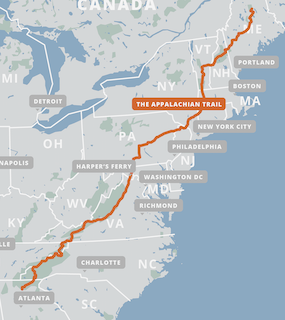 CANADA
ME
VT
PORTLAND
MI
NH
NY
BOSTON
DETROIT
THE APPALACHIAN TRAIL
MA
NEW YORK CITY
PA
OH
PHILADELPHIA
NAPOLIS
HARPER'S FERRY
NJ
WASHINGTON DC
MD
WV
RICHMOND
KY
VA
LLE
CHARLOTTE
NC
ATLANTA
SC